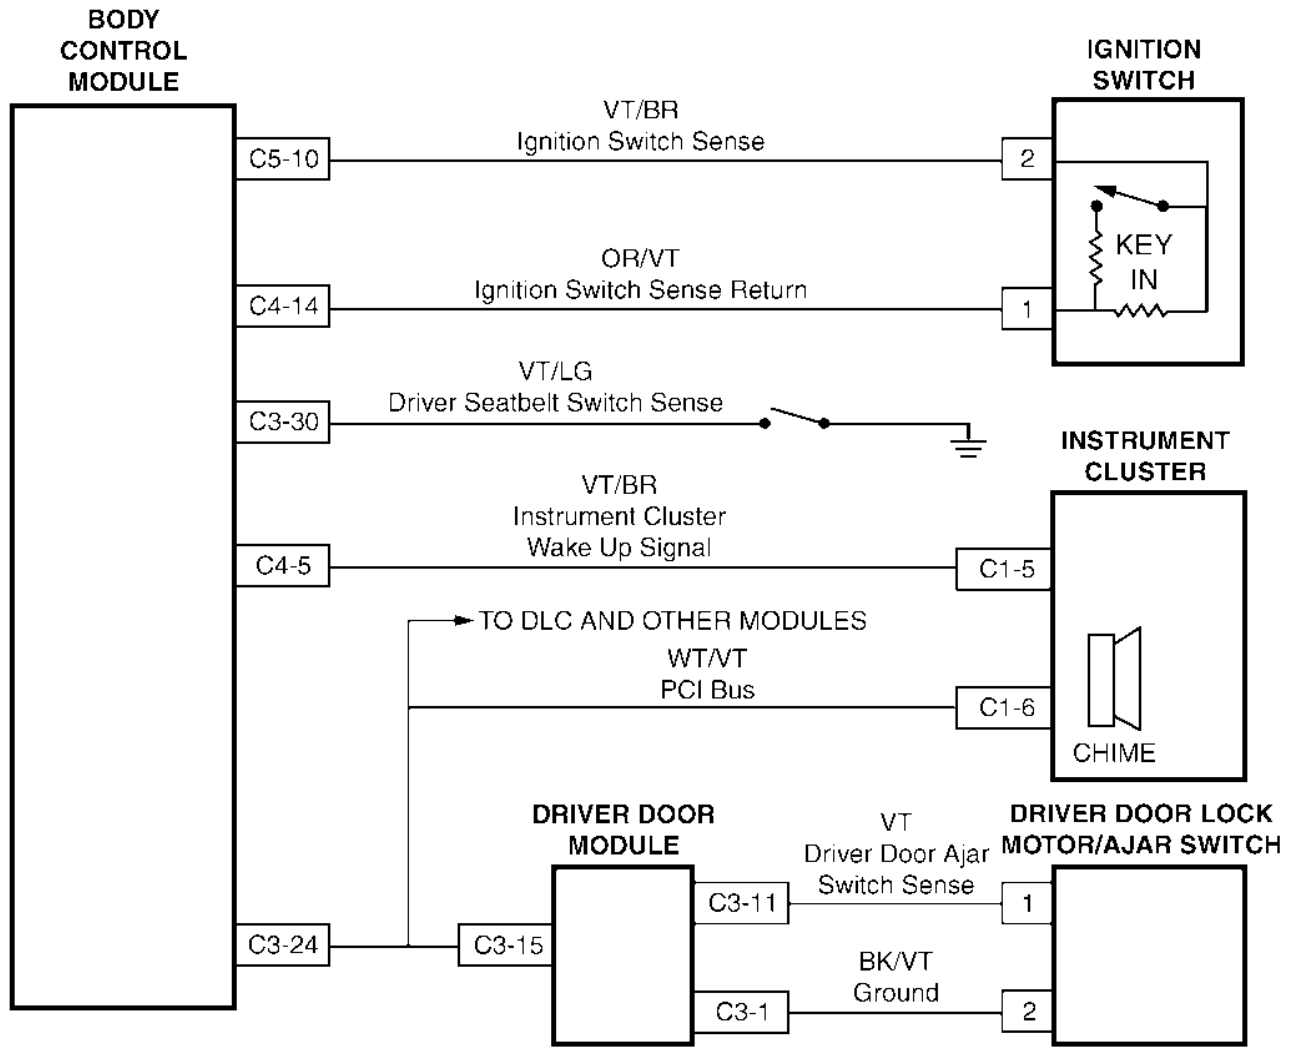 BODY
CONTROL
MODULE
IGNITION
SWITCH
VT/BR
Ignition Switch Sense
C5-10
2
KEY
IN
OR/VT
Ignition Switch Sense Return
C4-14
1
VT/LG
Driver Seatbelt Switch Sense
C3-30
INSTRUMENT
CLUSTER
VT/BR
Instrument Cluster
Wake Up Signal
C4-5
C1-5
TO DLC AND OTHER MODULES
WT/VT
PCI Bus
C1-6
CHIME
DRIVER DOOR
MODULE
DRIVER DOOR LOCK
MOTOR/AJAR SWITCH
VT
Driver Door Ajar
Switch Sense
C3-11
1
C3-24
C3-15
BK/VT
Ground
C3-1
2